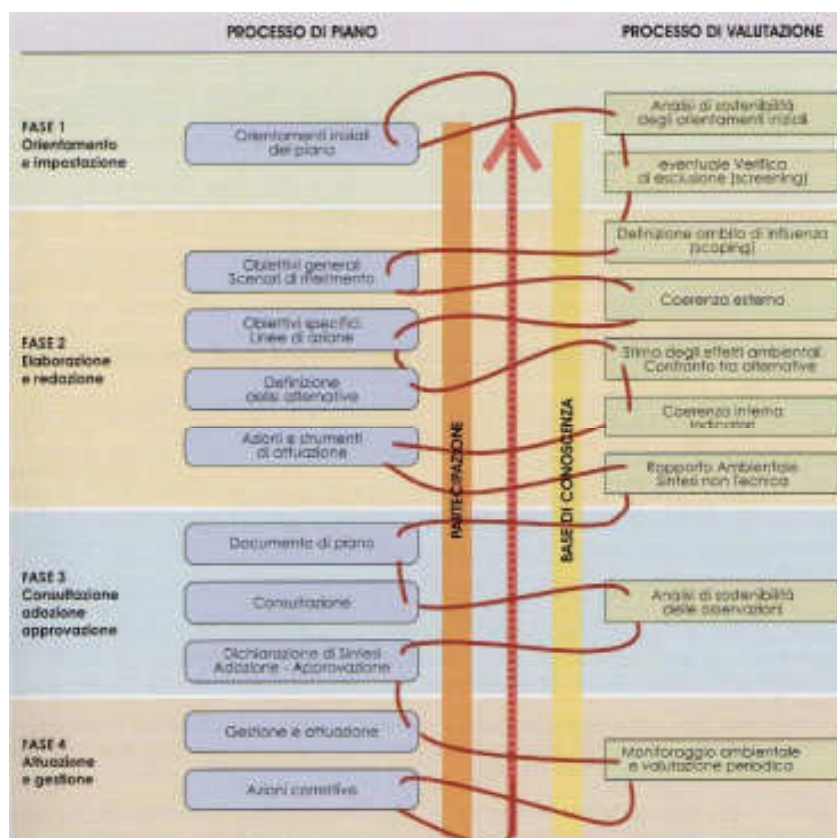 PROCESSO DI PIANO
PROCESSO DI VALUTAZIONE
FASE 1
Orientamento
e impostazione
Orientamenti iniziali
del piano
Analisi di sostenibilità
degli orientamenti iniziali
eventuale Verifica
di esclusione (screening)
FASE 2
Elaborazione
e redazione
Obiettivi generali
Scenari di riferimento
Obiettivi specifici
Linee di azione
Definizione
delle alternative
Azioni e strumenti
di attuazione
Definizione ambito di influenza
(scoping)
Coerenza esterna
Stima degli effetti ambientali
Confronto tra alternative
Coerenza interna
Indicatori
Rapporto Ambientale
Sintesi non Tecnica
PARTECIPAZIONE
BASE DI CONOSCENZA
FASE 3
Consultazione
adozione
approvazione
Documento di piano
Consultazione
Dichiarazione di Sintesi
Adozione - Approvazione
Analisi di sostenibilità
delle osservazioni
FASE 4
Attuazione
e gestione
Gestione e attuazione
Azioni correttive
Monitoraggio ambientale
e valutazione periodica